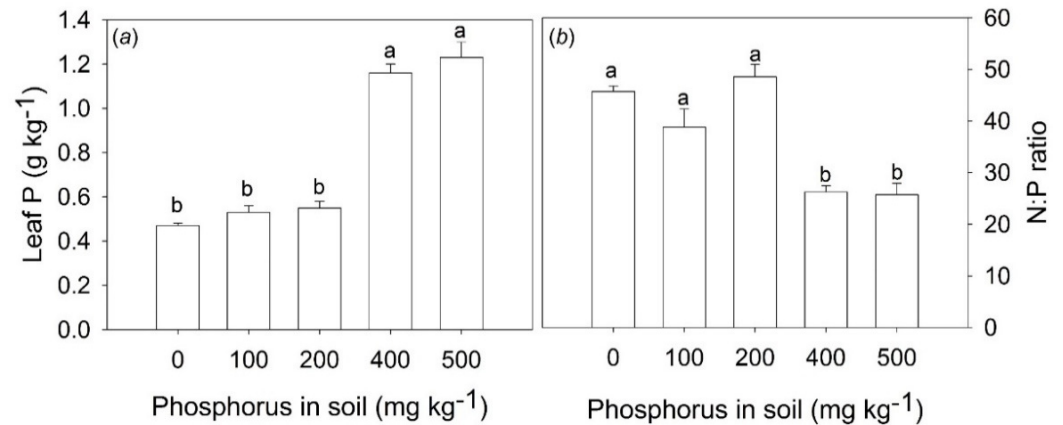 (a)
Leaf P (g kg-1)
1.4
1.2
1.0
0.8
0.6
0.4
0.2
0.0
b
b
b
a
a
0 100 200 400 500
Phosphorus in soil (mg kg-1)
(b)
a
a
a
b
b
60
50
40
30
20
10
0
N:P ratio
0 100 200 400 500
Phosphorus in soil (mg kg-1)